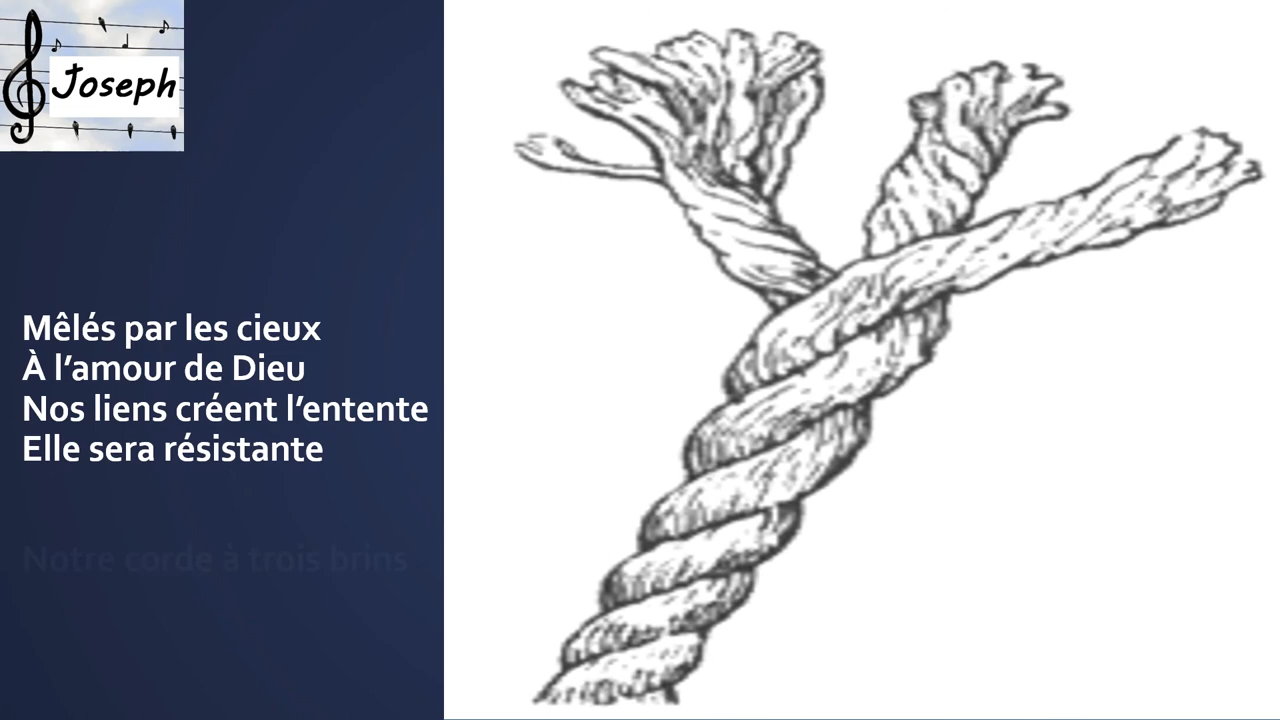 Joseph
Mêlés par les cieux
À l’amour de Dieu
Nos liens créent l’entente
Elle sera résistante
Notre corde à trois brins